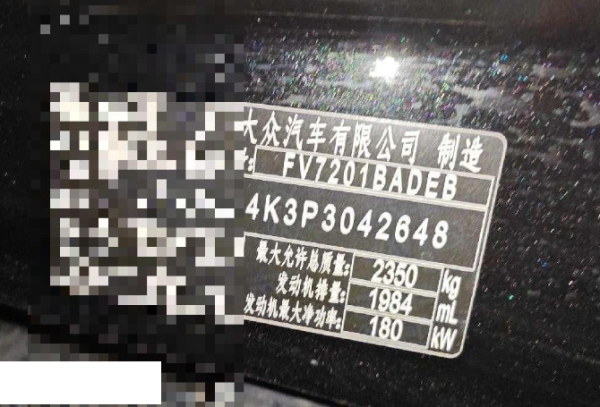 大众汽车有限公司 制造
FV7201BADEB
4K3P3042648
最大允许总质量: 2350 kg
发动机排量: 1984 mL
发动机最大净功率: 180 kW